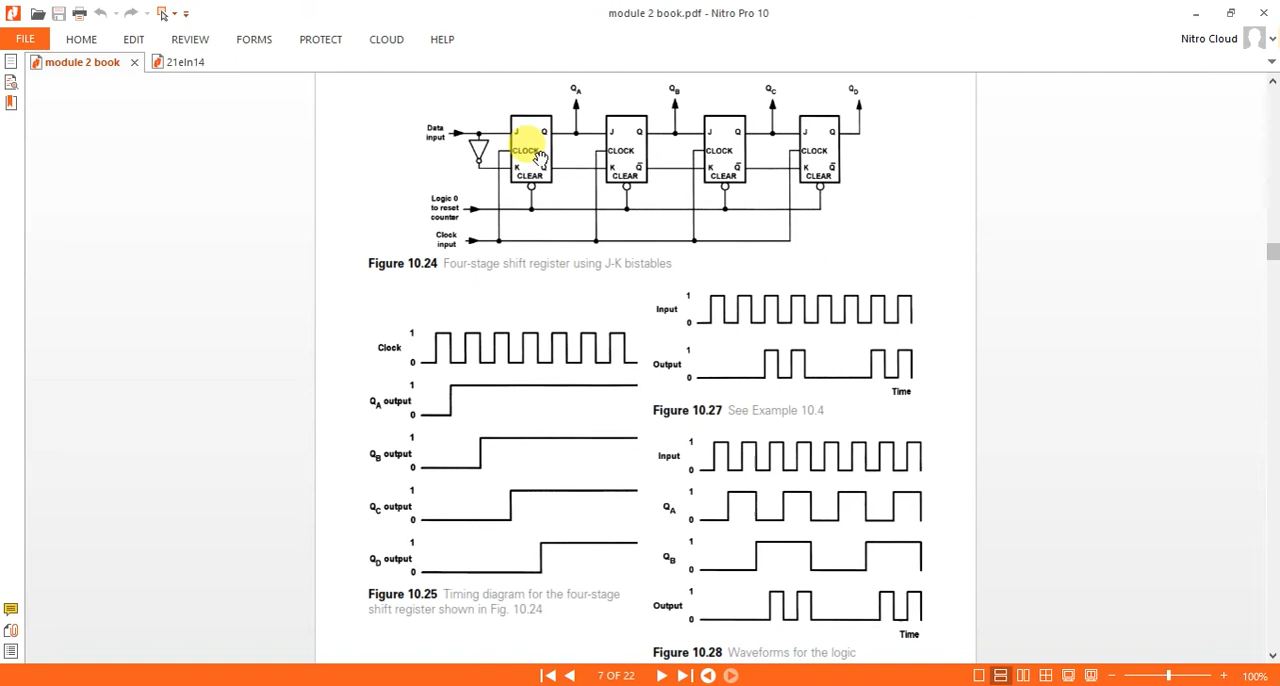 module 2 book.pdf - Nitro Pro 10
FILE HOME EDIT REVIEW FORMS PROTECT CLOUD HELP Nitro Cloud
module 2 book 21eln14
QA QB QC QD
Data
input
J Q J Q J Q J Q
CLOCK CLOCK CLOCK CLOCK
K Q̅ K Q̅ K Q̅ K Q̅
CLEAR CLEAR CLEAR CLEAR
Logic 0
to reset
counter
Clock
input
Figure 10.24 Four-stage shift register using J-K bistables
Clock 1 0
QA output 1 0
QB output 1 0
QC output 1 0
QD output 1 0
Figure 10.25 Timing diagram for the four-stage
shift register shown in Fig. 10.24
Input 1 0
Output 1 0
Time
Figure 10.27 See Example 10.4
Input 1 0
QA 1 0
QB 1 0
Output 1 0
Time
Figure 10.28 Waveforms for the logic
7 OF 22
100%